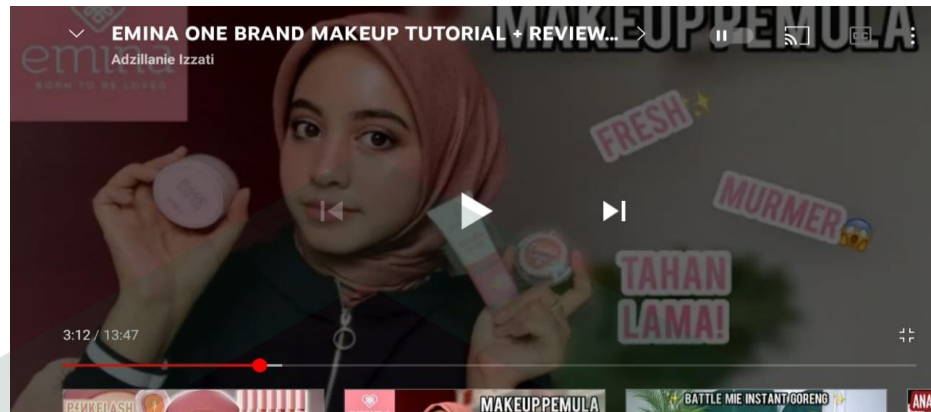 EMINA ONE BRAND MAKEUP TUTORIAL + REVIEW...
Adzillanie Izzati
MAKEUP PEMULA
emina
BORN TO BE LOVED
FRESH✨
MURMER😱
TAHAN
LAMA!
3:12 / 13:47
MAKEUP PEMULA
✨BATTLE MIE INSTANT GORENG✨
ANA